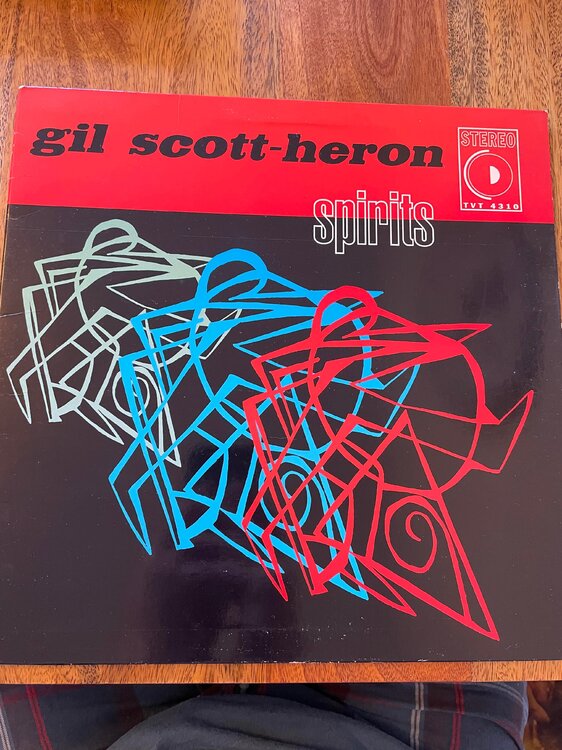 gil scott-heron
STEREO
TVT 4310
spirits